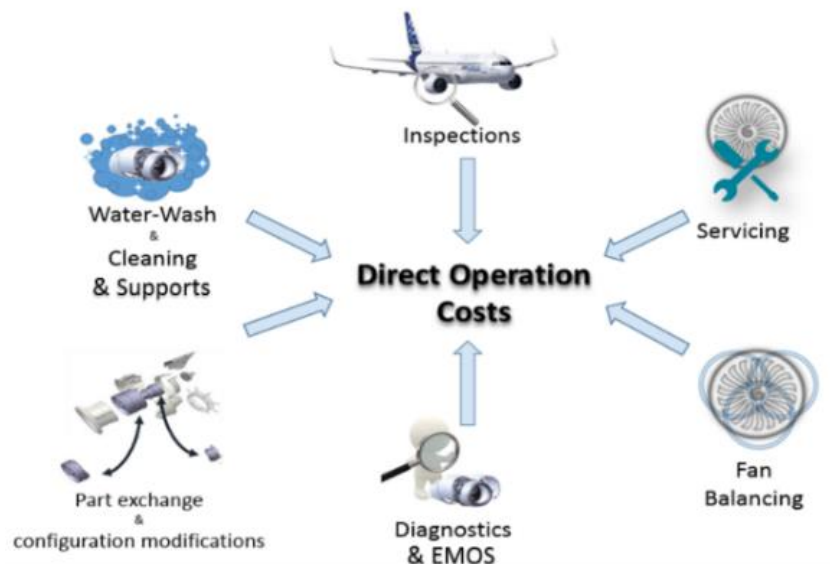 Inspections
Water-Wash
&
Cleaning
& Supports
Servicing
Direct Operation
Costs
Part exchange
&
configuration modifications
Diagnostics
& EMOS
Fan
Balancing